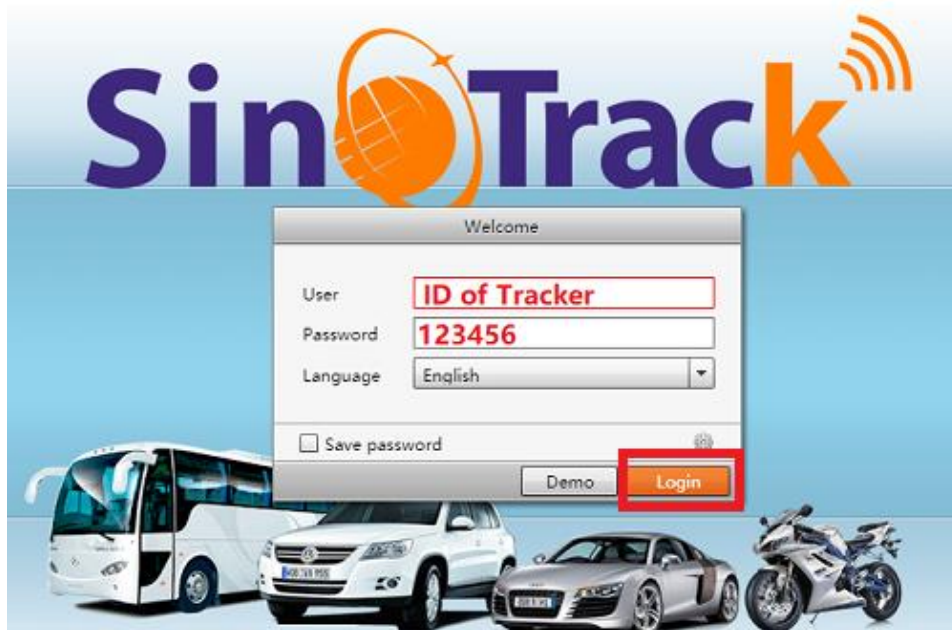 SinoTrack
Welcome
User ID of Tracker
Password 123456
Language English
Save password
Demo Login